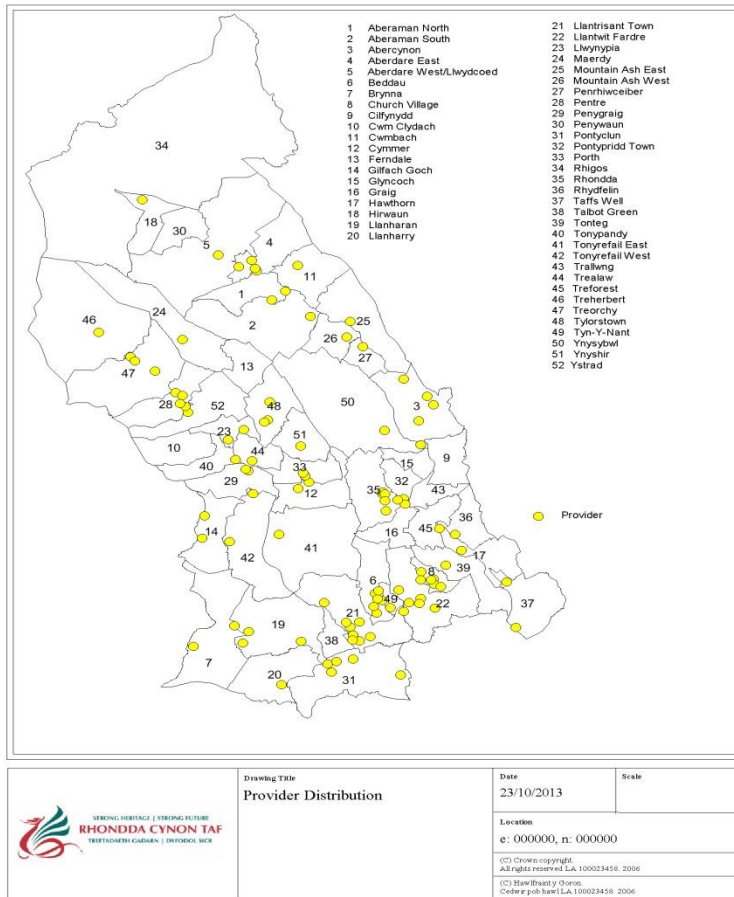 1 Aberaman North
2 Aberaman South
3 Abercynon
4 Aberdare East
5 Aberdare West/Llwydcoed
6 Beddau
7 Brynna
8 Church Village
9 Cilfynydd
10 Cwm Clydach
11 Cwmbach
12 Cymmer
13 Ferndale
14 Gilfach Goch
15 Glyncoch
16 Graig
17 Hawthorn
18 Hirwaun
19 Llanharan
20 Llanharry
21 Llantrisant Town
22 Llantwit Fardre
23 Llwynypia
24 Maerdy
25 Mountain Ash East
26 Mountain Ash West
27 Penrhiwceiber
28 Pentre
29 Penygraig
30 Penywaun
31 Pontyclun
32 Pontypridd Town
33 Porth
34 Rhigos
35 Rhondda
36 Rhydfelin
37 Taffs Well
38 Talbot Green
39 Tonteg
40 Tonypandy
41 Tonyrefail East
42 Tonyrefail West
43 Trallwng
44 Trealaw
45 Treforest
46 Treherbert
47 Treorchy
48 Tylorstown
49 Tyn-Y-Nant
50 Ynysybwl
51 Ynyshir
52 Ystrad
34
18
30
5
4
11
1
24
46
2
25
26
27
47
13
28
52
48
50
3
23
51
10
44
9
40
33
15
29
12
32
35
43
Provider
14
36
45
16
42
41
17
8
39
6
49
22
37
21
19
38
7
20
31
STRONG HERITAGE | STRONG FUTURE
RHONDDA CYNON TAF
TREFTADAETH GADARN | DYFODOL SICR
Drawing Title
Provider Distribution
Date
23/10/2013
Scale
Location
e: 000000, n: 000000
(C) Crown copyright.
All rights reserved LA 100023458. 2006
(C) Hawlfraint y Goron.
Cedwir pob hawl LA 100023458. 2006